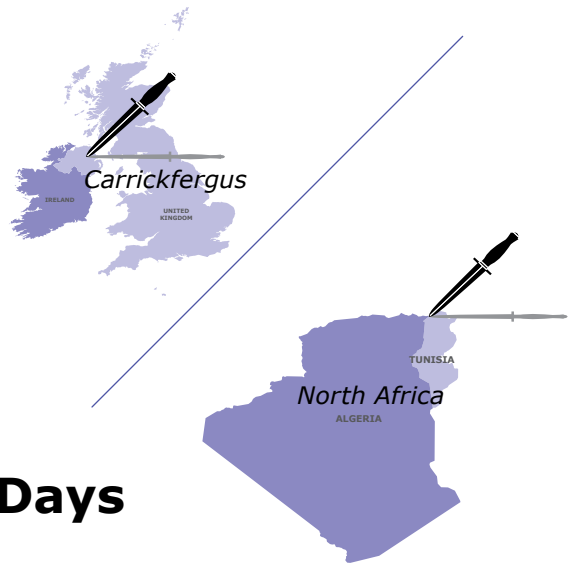 Carrickfergus
IRELAND
UNITED
KINGDOM
TUNISIA
North Africa
ALGERIA
Days